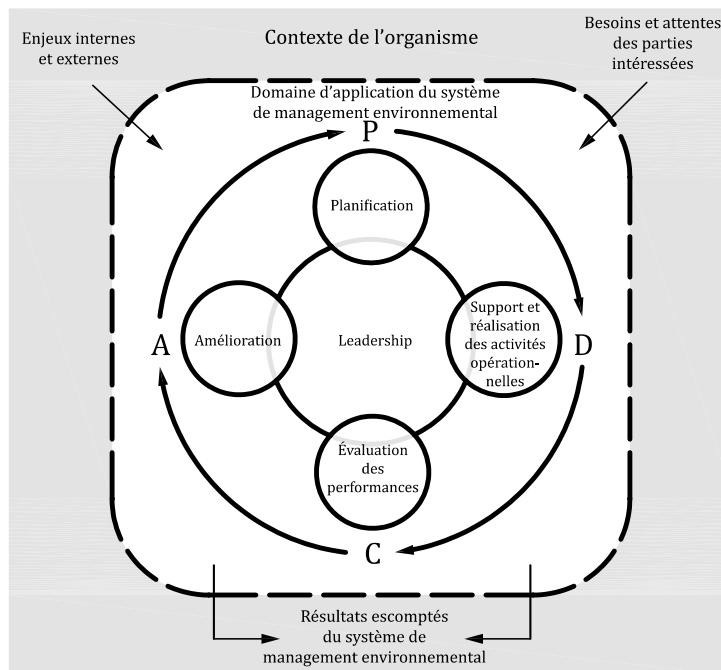 Enjeux internes
et externes
Contexte de l’organisme
Besoins et attentes
des parties
intéressées
Domaine d’application du système
de management environnemental
P
Planification
A
Amélioration
Leadership
Support et
réalisation
des activités
opération-
nelles
D
Évaluation
des
performances
C
Résultats escomptés
du système de
management environnemental